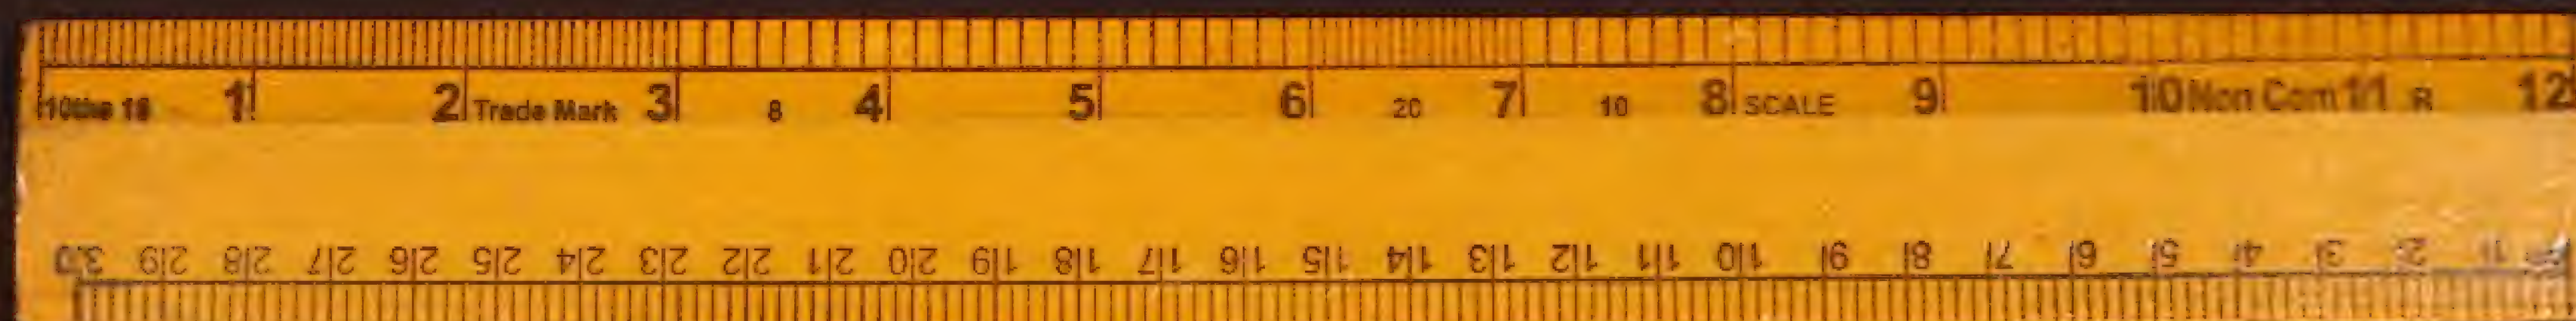 10ths 16 1 2 Trade Mark 3 8 4 5 6 20 7 10 8 SCALE 9 10 Non Com 11 R 12
30 29 28 27 26 25 24 23 22 21 20 19 18 17 16 15 14 13 12 11 10 9 8 7 6 5 4 3 2 1